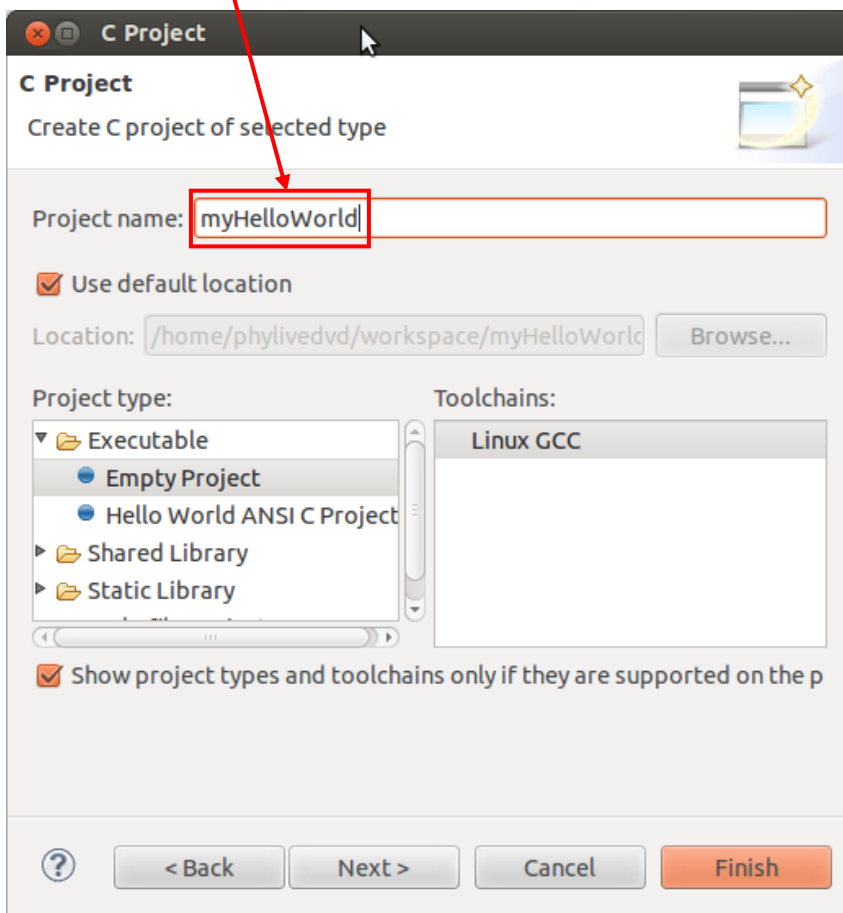 C Project
C Project
Create C project of selected type
Project name: myHelloWorld
Use default location
Location: /home/phylivedvd/workspace/myHelloWorld Browse...
Project type: Toolchains:
Executable Linux GCC
Empty Project
Hello World ANSI C Project
Shared Library
Static Library
Show project types and toolchains only if they are supported on the p
? < Back Next > Cancel Finish